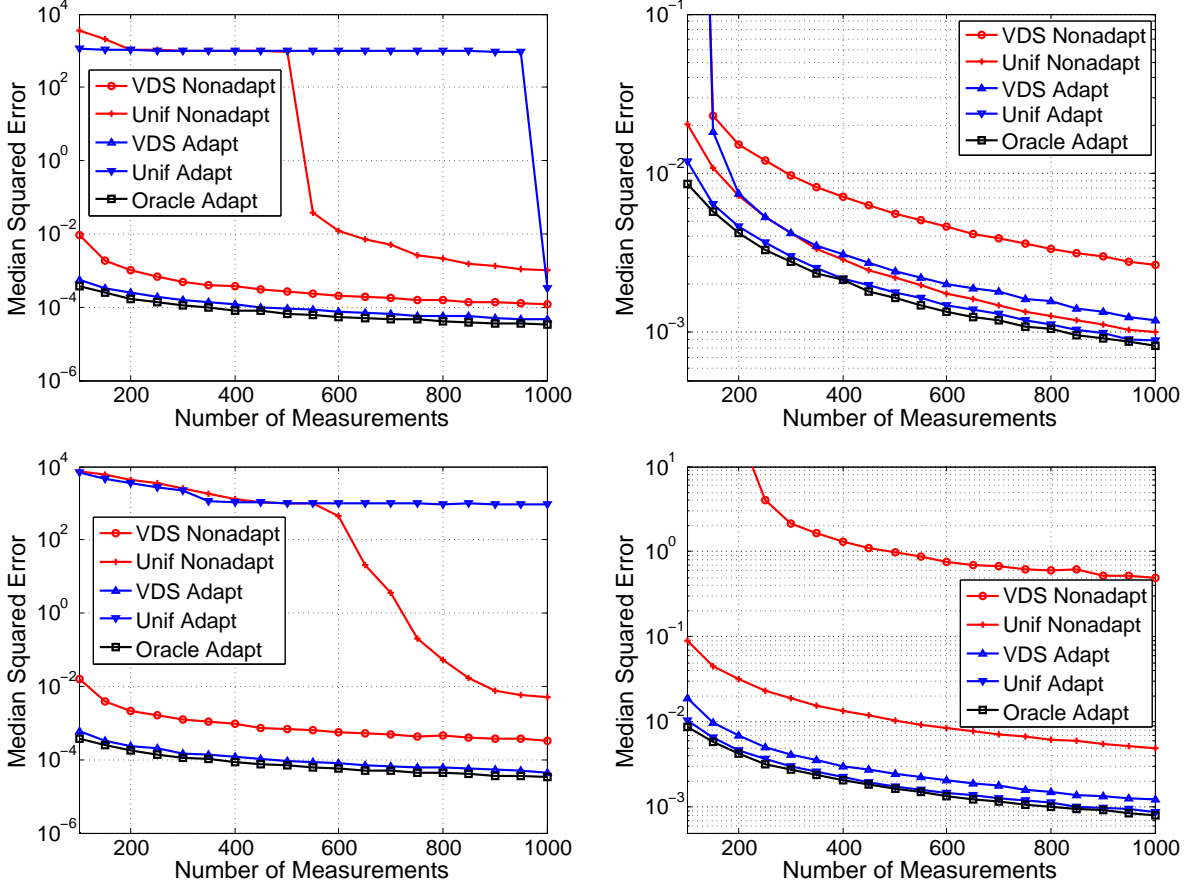 10^4
10^2
10^0
10^-2
10^-4
10^-6
Median Squared Error
VDS Nonadapt
Unif Nonadapt
VDS Adapt
Unif Adapt
Oracle Adapt
200 400 600 800 1000
Number of Measurements
10^-1
10^-2
10^-3
Median Squared Error
VDS Nonadapt
Unif Nonadapt
VDS Adapt
Unif Adapt
Oracle Adapt
200 400 600 800 1000
Number of Measurements
10^4
10^2
10^0
10^-2
10^-4
10^-6
Median Squared Error
VDS Nonadapt
Unif Nonadapt
VDS Adapt
Unif Adapt
Oracle Adapt
200 400 600 800 1000
Number of Measurements
10^1
10^0
10^-1
10^-2
10^-3
Median Squared Error
VDS Nonadapt
Unif Nonadapt
VDS Adapt
Unif Adapt
Oracle Adapt
200 400 600 800 1000
Number of Measurements